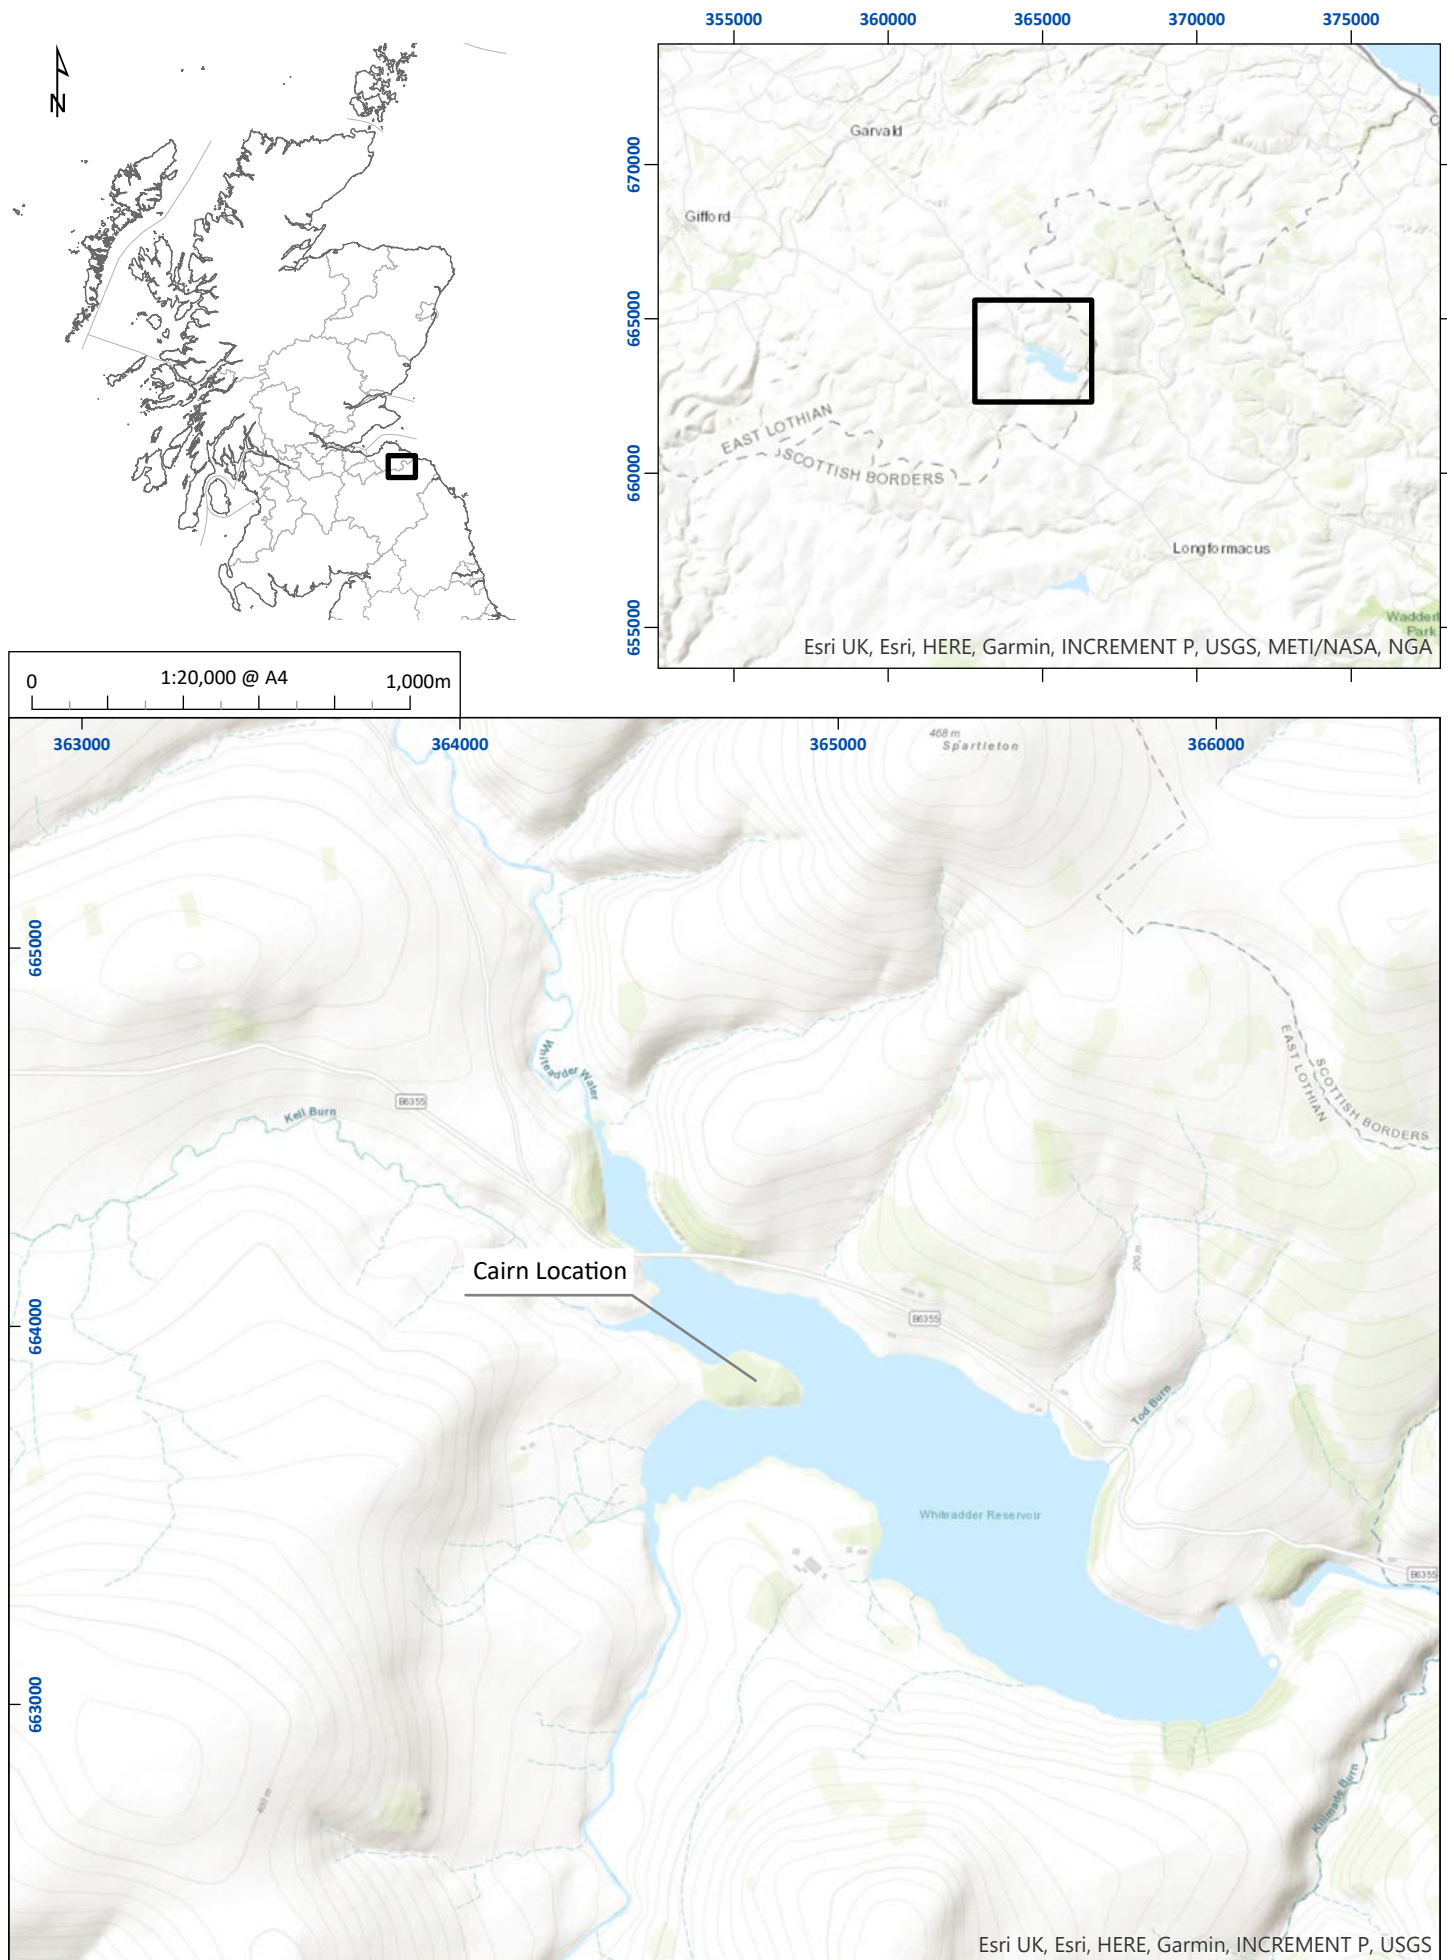 N
355000 360000 365000 370000 375000
670000
665000
660000
655000
Garvald
Gifford
EAST LOTHIAN
SCOTTISH BORDERS
Longformacus
Park
Esri UK, Esri, HERE, Garmin, INCREMENT P, USGS, METI/NASA, NGA
0 1:20,000 @ A4 1,000m
363000 364000 365000 366000
468 m
Spartleton
665000
Whiteadder Water
B6355
Kell Burn
SCOTTISH BORDERS
EAST LOTHIAN
Cairn Location
300 m
664000
B6355
Tod Burn
Whiteadder Reservoir
B6355
663000
400 m
Killmade Burn
Esri UK, Esri, HERE, Garmin, INCREMENT P, USGS